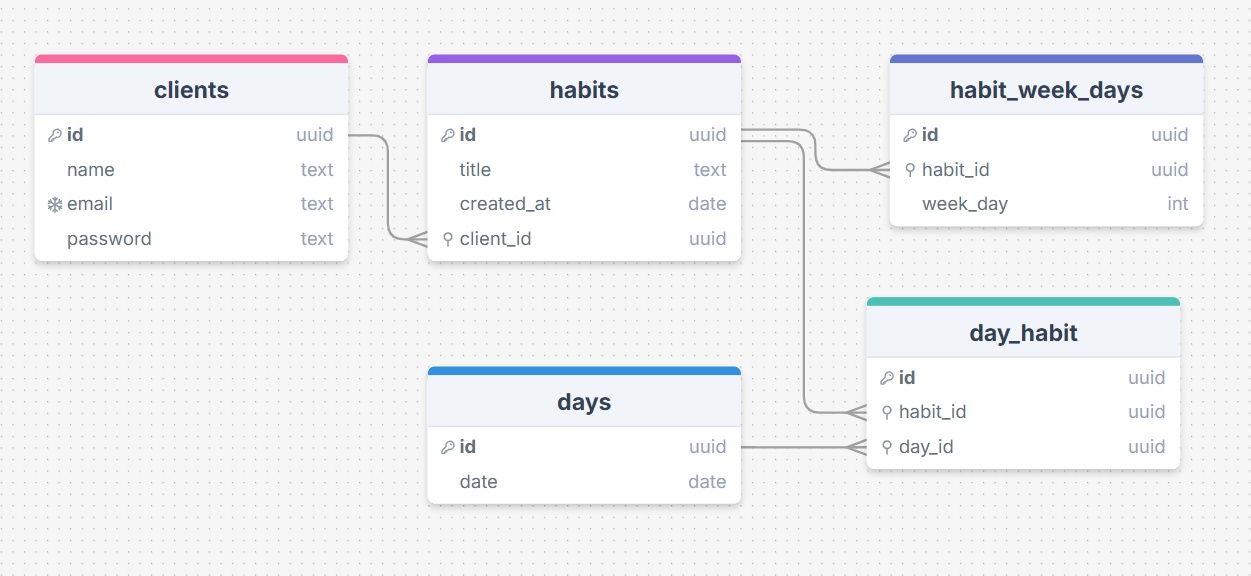 clients
id uuid
name text
email text
password text
habits
id uuid
title text
created_at date
client_id uuid
habit_week_days
id uuid
habit_id uuid
week_day int
days
id uuid
date date
day_habit
id uuid
habit_id uuid
day_id uuid